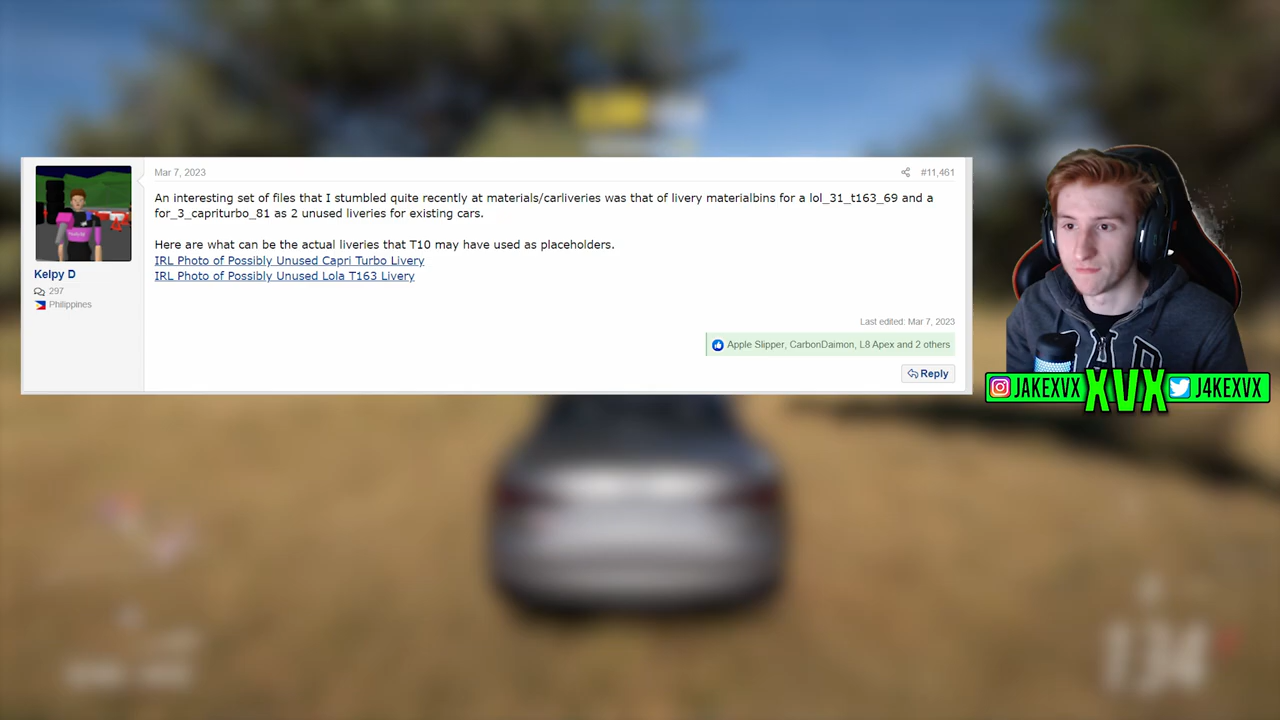 Mar 7, 2023
#11,461
An interesting set of files that I stumbled quite recently at materials/carliveries was that of livery materialbins for a lol_31_t163_69 and a
for_3_capriturbo_81 as 2 unused liveries for existing cars.
Here are what can be the actual liveries that T10 may have used as placeholders.
IRL Photo of Possibly Unused Capri Turbo Livery
IRL Photo of Possibly Unused Lola T163 Livery
Kelpy D
297
Philippines
Last edited: Mar 7, 2023
Apple Slipper, CarbonDaimon, L8 Apex and 2 others
Reply
JAKEXVX XVX J4KEXVX
134